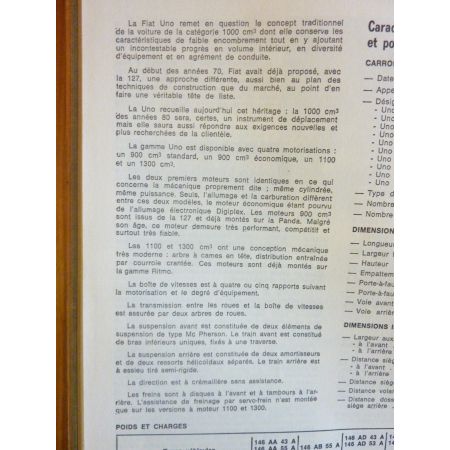 La Fiat Uno remet en question le concept traditionnel
de la voiture de la catégorie 1000 cm³ dont elle conserve les
caractéristiques de faible encombrement tout en y ajoutant
un incontestable progrès en volume intérieur, en diversité
d'équipement et en agrément de conduite.
Au début des années 70, Fiat avait déjà proposé, avec
la 127, une approche différente, aussi bien au plan des
techniques de construction que du marché, au point d'en
faire une véritable tête de liste.
La Uno recueille aujourd'hui cet héritage : la 1000 cm³
des années 80 sera, certes, un instrument de déplacement
mais elle saura aussi répondre aux exigences nouvelles et
plus recherchées de la clientèle.
La gamme Uno est disponible avec quatre motorisations :
un 900 cm³ standard, un 900 cm³ économique, un 1100
et un 1300 cm³.
Les deux premiers moteurs sont identiques en ce qui
concerne la mécanique proprement dite ; même cylindrée,
même puissance. Seuls, l'allumage et la carburation diffèrent
entre ces deux modèles, le moteur économique étant pourvu
de l'allumage électronique Digiplex. Les moteurs 900 cm³
sont issus de la 127 et déjà montés sur la Panda. Malgré
son âge, ce moteur demeure très performant, compétitif et
surtout très fiable.
Les 1100 et 1300 cm³ ont une conception mécanique
très moderne : arbre à cames en tête, distribution entraînée
par courroie crantée. Ces moteurs sont déjà montés sur
la gamme Ritmo.
La boîte de vitesses est à quatre ou cinq rapports suivant
la motorisation et le degré d'équipement.
La transmission entre les roues et la boîte de vitesses
est assurée par deux arbres de roues.
La suspension avant est constituée de deux éléments de
suspension de type Mc Pherson. Le train avant est constitué
de bras inférieurs uniques, fixés à une traverse.
La suspension arrière est constituée de deux amortisseurs
et de deux ressorts hélicoïdaux séparés. Le train arrière est
à essieu tiré semi-rigide.
La direction est à crémaillère sans assistance.
Les freins sont à disques à l'avant et à tambours à l'ar-
rière. L'assistance de freinage par servo-frein n'est montée
que sur les versions à moteur 1100 et 1300.
POIDS ET CHARGES
146 AA 43 A
146 AA 55 A
146 AB 55 A
146 AD 43 A
146 AD 53 A
Carac
et po
CARROS
— Date
— Appe
— Désig
- Uno
- Uno
- Uno
- Uno
- Uno
- Uno
- Uno
— Type d
— Nombre
— Nombre
DIMENSION
— Longueur
— Largeur
— Hauteur
— Empattem
— Porte-à-fau
— Porte-à-fau
— Voie avant
— Voie arrière
DIMENSIONS I
— Largeur aux
- à l'avant
- à l'arrière
— Distance sièg
- à l'avant
- à l'arrière
— Distance siège
— Distance volan
— Distance doss
siège arrière